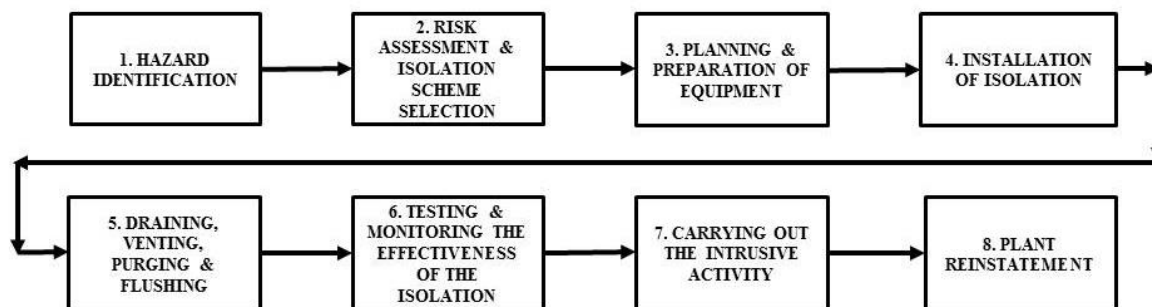 1. HAZARD
IDENTIFICATION
2. RISK
ASSESSMENT &
ISOLATION
SCHEME
SELECTION
3. PLANNING &
PREPARATION OF
EQUIPMENT
4. INSTALLATION
OF ISOLATION
5. DRAINING,
VENTING,
PURGING &
FLUSHING
6. TESTING &
MONITORING THE
EFFECTIVENESS
OF THE
ISOLATION
7. CARRYING OUT
THE INTRUSIVE
ACTIVITY
8. PLANT
REINSTATEMENT